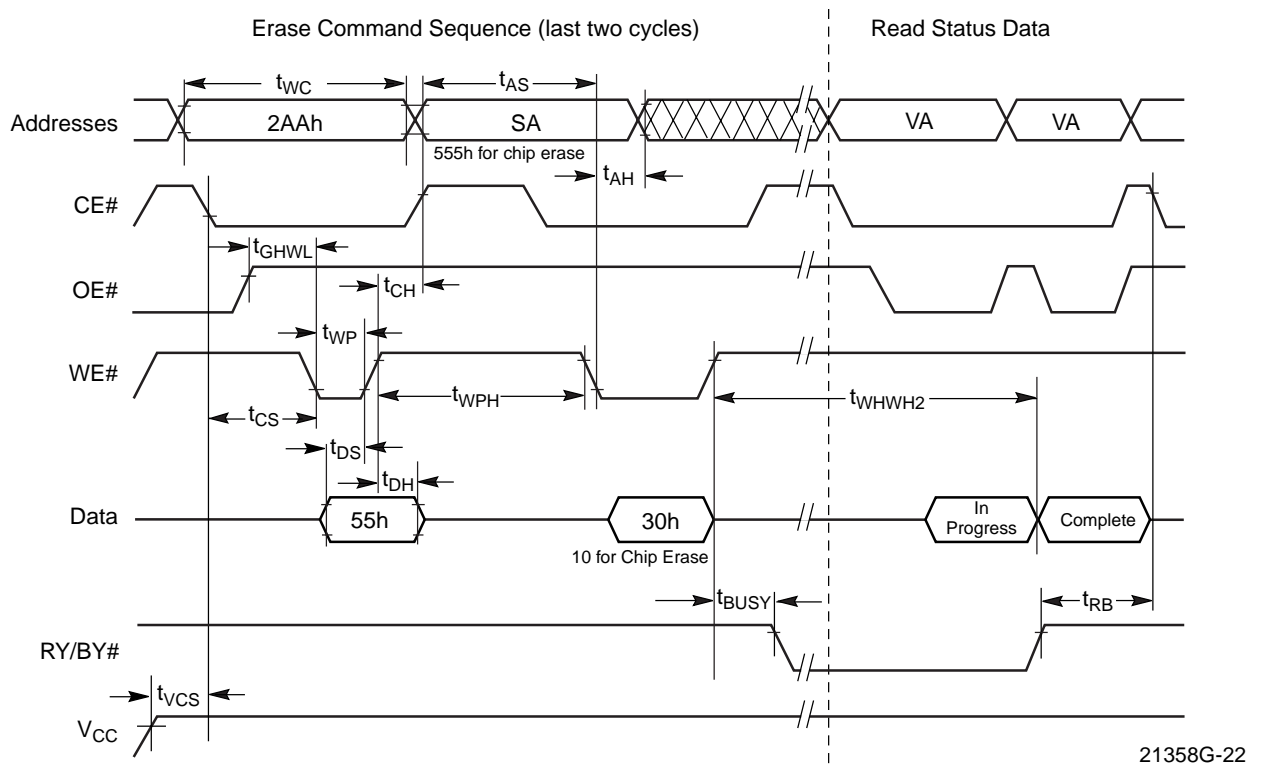 Erase Command Sequence (last two cycles)
Read Status Data
tWC
tAS
Addresses
2AAh
SA
VA
VA
555h for chip erase
tAH
CE#
tGHWL
OE#
tCH
tWP
WE#
tWPH
tWHWH2
tCS
tDS
tDH
Data
55h
30h
In
Progress
Complete
10 for Chip Erase
tBUSY
tRB
RY/BY#
tVCS
VCC
21358G-22